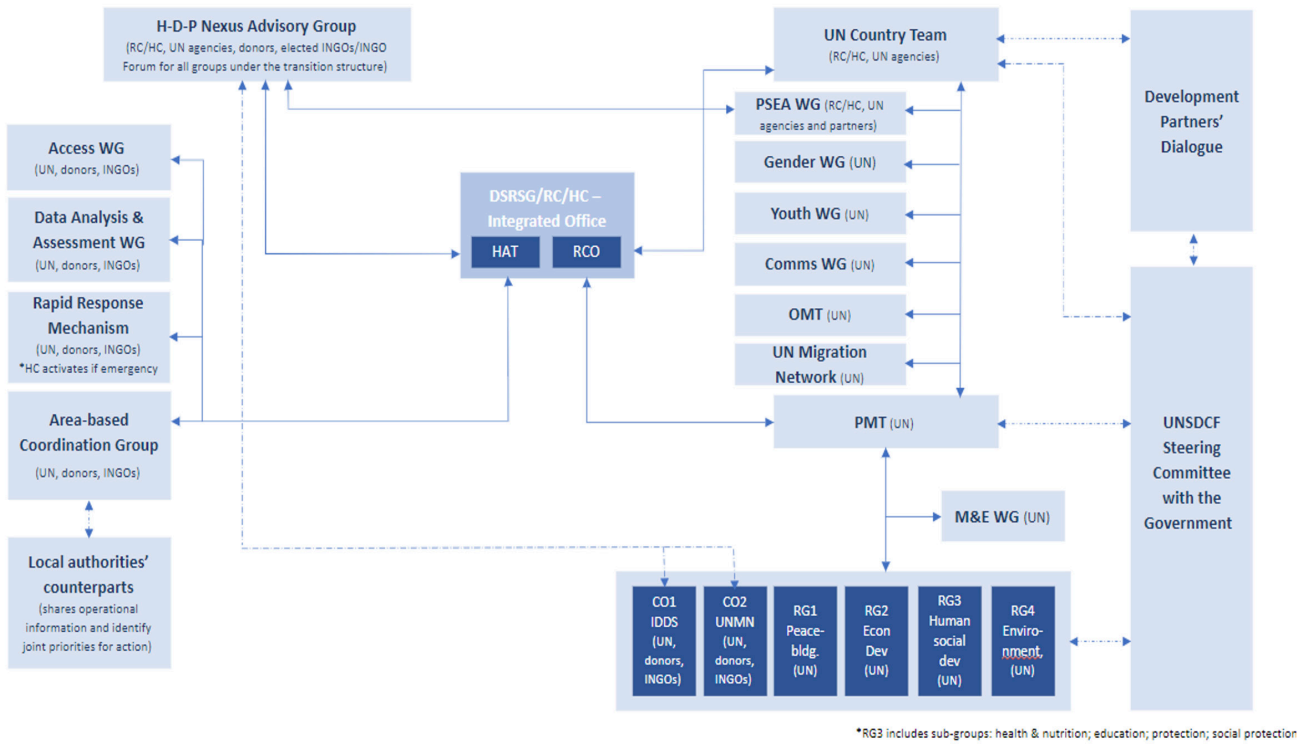 H-D-P Nexus Advisory Group
(RC/HC, UN agencies, donors, elected INGOs/INGO
Forum for all groups under the transition structure)
UN Country Team
(RC/HC, UN agencies)
Development
Partners’
Dialogue
PSEA WG (RC/HC, UN
agencies and partners)
Gender WG (UN)
Youth WG (UN)
Comms WG (UN)
OMT (UN)
UN Migration
Network (UN)
Access WG
(UN, donors, INGOs)
Data Analysis &
Assessment WG
(UN, donors, INGOs)
Rapid Response
Mechanism
(UN, donors, INGOs)
*HC activates if emergency
Area-based
Coordination Group
(UN, donors, INGOs)
Local authorities’
counterparts
(shares operational
information and identify
joint priorities for action)
DSRSG/RC/HC –
Integrated Office
HAT
RCO
PMT (UN)
M&E WG (UN)
UNSDCF
Steering
Committee
with the
Government
CO1
IDDS
(UN,
donors,
INGOs)
CO2
UNMN
(UN,
donors,
INGOs)
RG1
Peace-
bldg.
(UN)
RG2
Econ
Dev
(UN)
RG3
Human
social
dev
(UN)
RG4
Enviro-
nment,
(UN)
*RG3 includes sub-groups: health & nutrition; education; protection; social protection